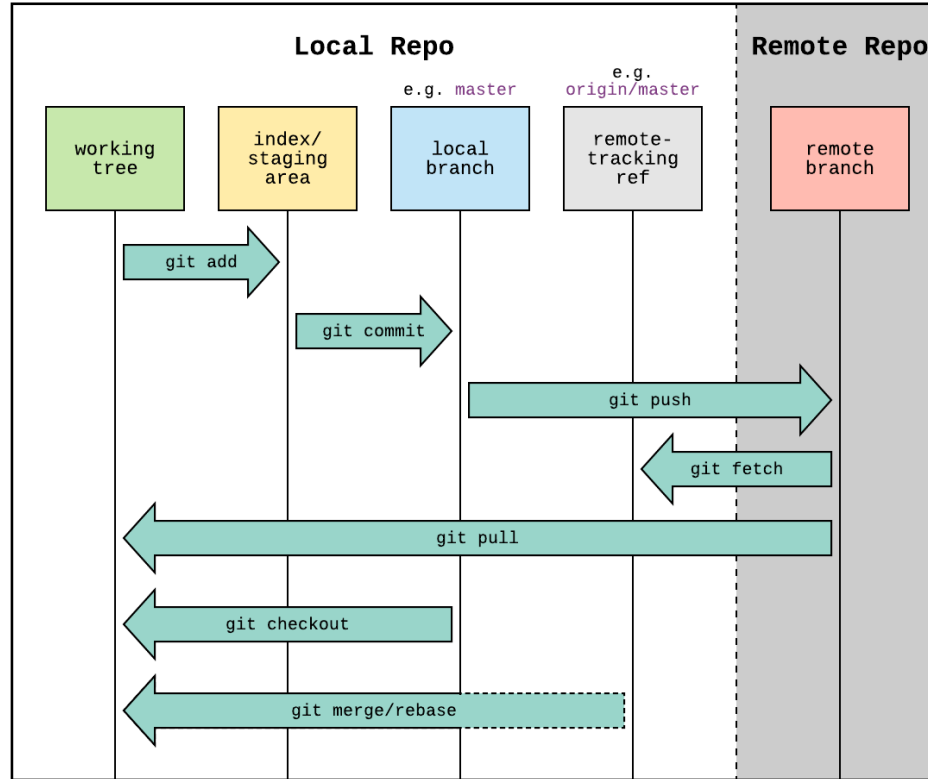 Local Repo
Remote Repo
e.g. master
e.g.
origin/master
working
tree
index/
staging
area
local
branch
remote-
tracking
ref
remote
branch
git add
git commit
git push
git fetch
git pull
git checkout
git merge/rebase